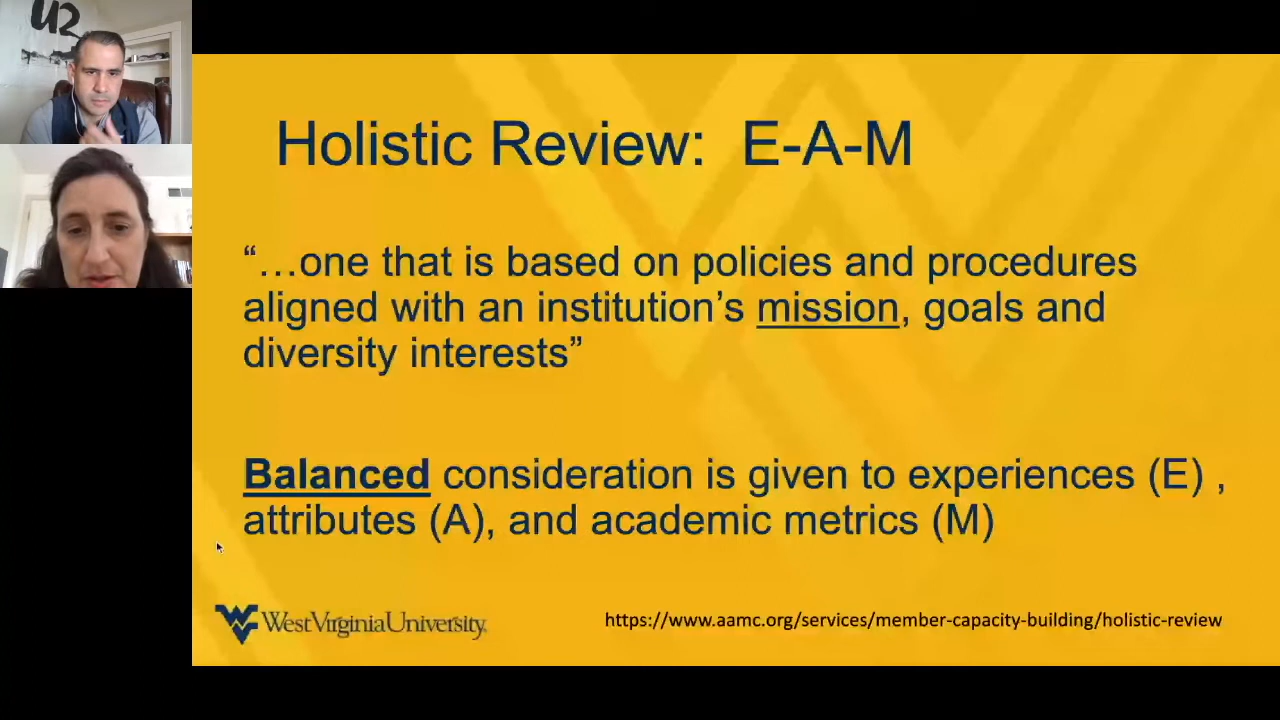 U2
Holistic Review: E-A-M
“…one that is based on policies and procedures
aligned with an institution’s mission, goals and
diversity interests”
Balanced consideration is given to experiences (E) ,
attributes (A), and academic metrics (M)
WestVirginiaUniversity.
https://www.aamc.org/services/member-capacity-building/holistic-review